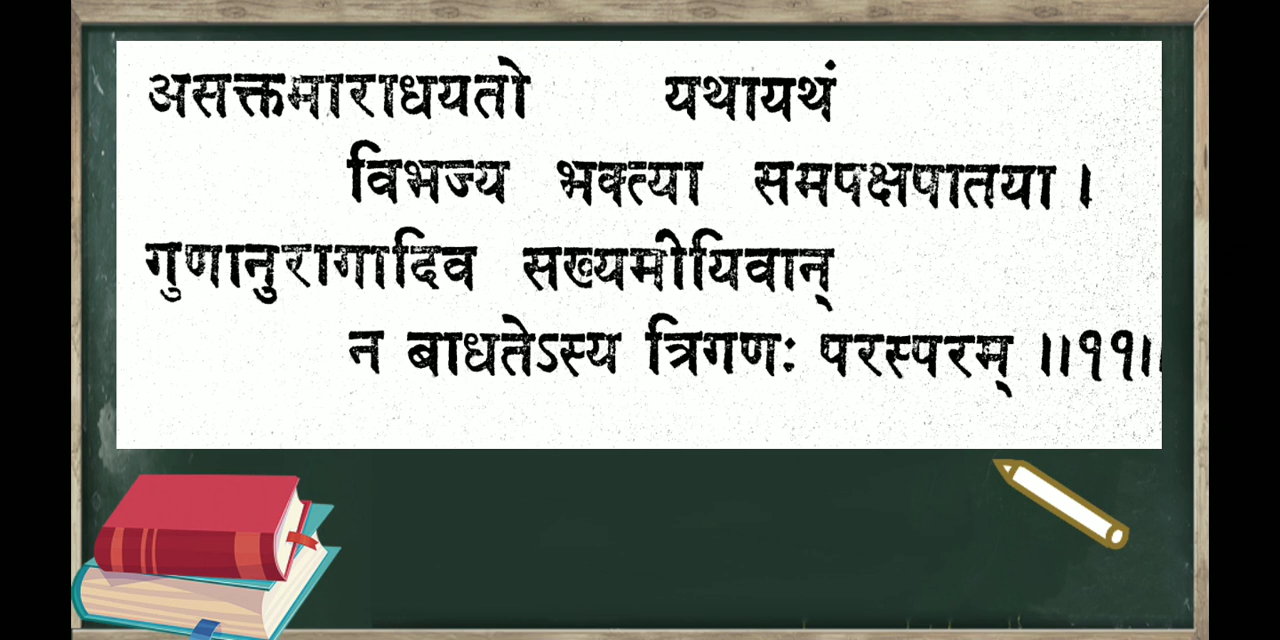 असक्तमाराधयतो यथायथं
विभज्य भक्त्या समपक्षपातया ।
गुणानुरागादिव सख्यमीयिवान्
न बाधतेऽस्य त्रिगणः परस्परम् ॥११॥